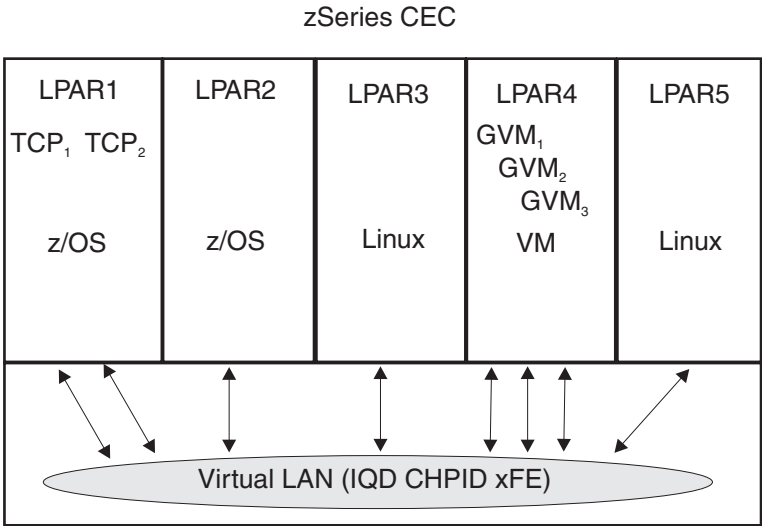 zSeries CEC
LPAR1
TCP₁ TCP₂
z/OS
LPAR2
z/OS
LPAR3
Linux
LPAR4
GVM₁
GVM₂
GVM₃
VM
LPAR5
Linux
Virtual LAN (IQD CHPID xFE)